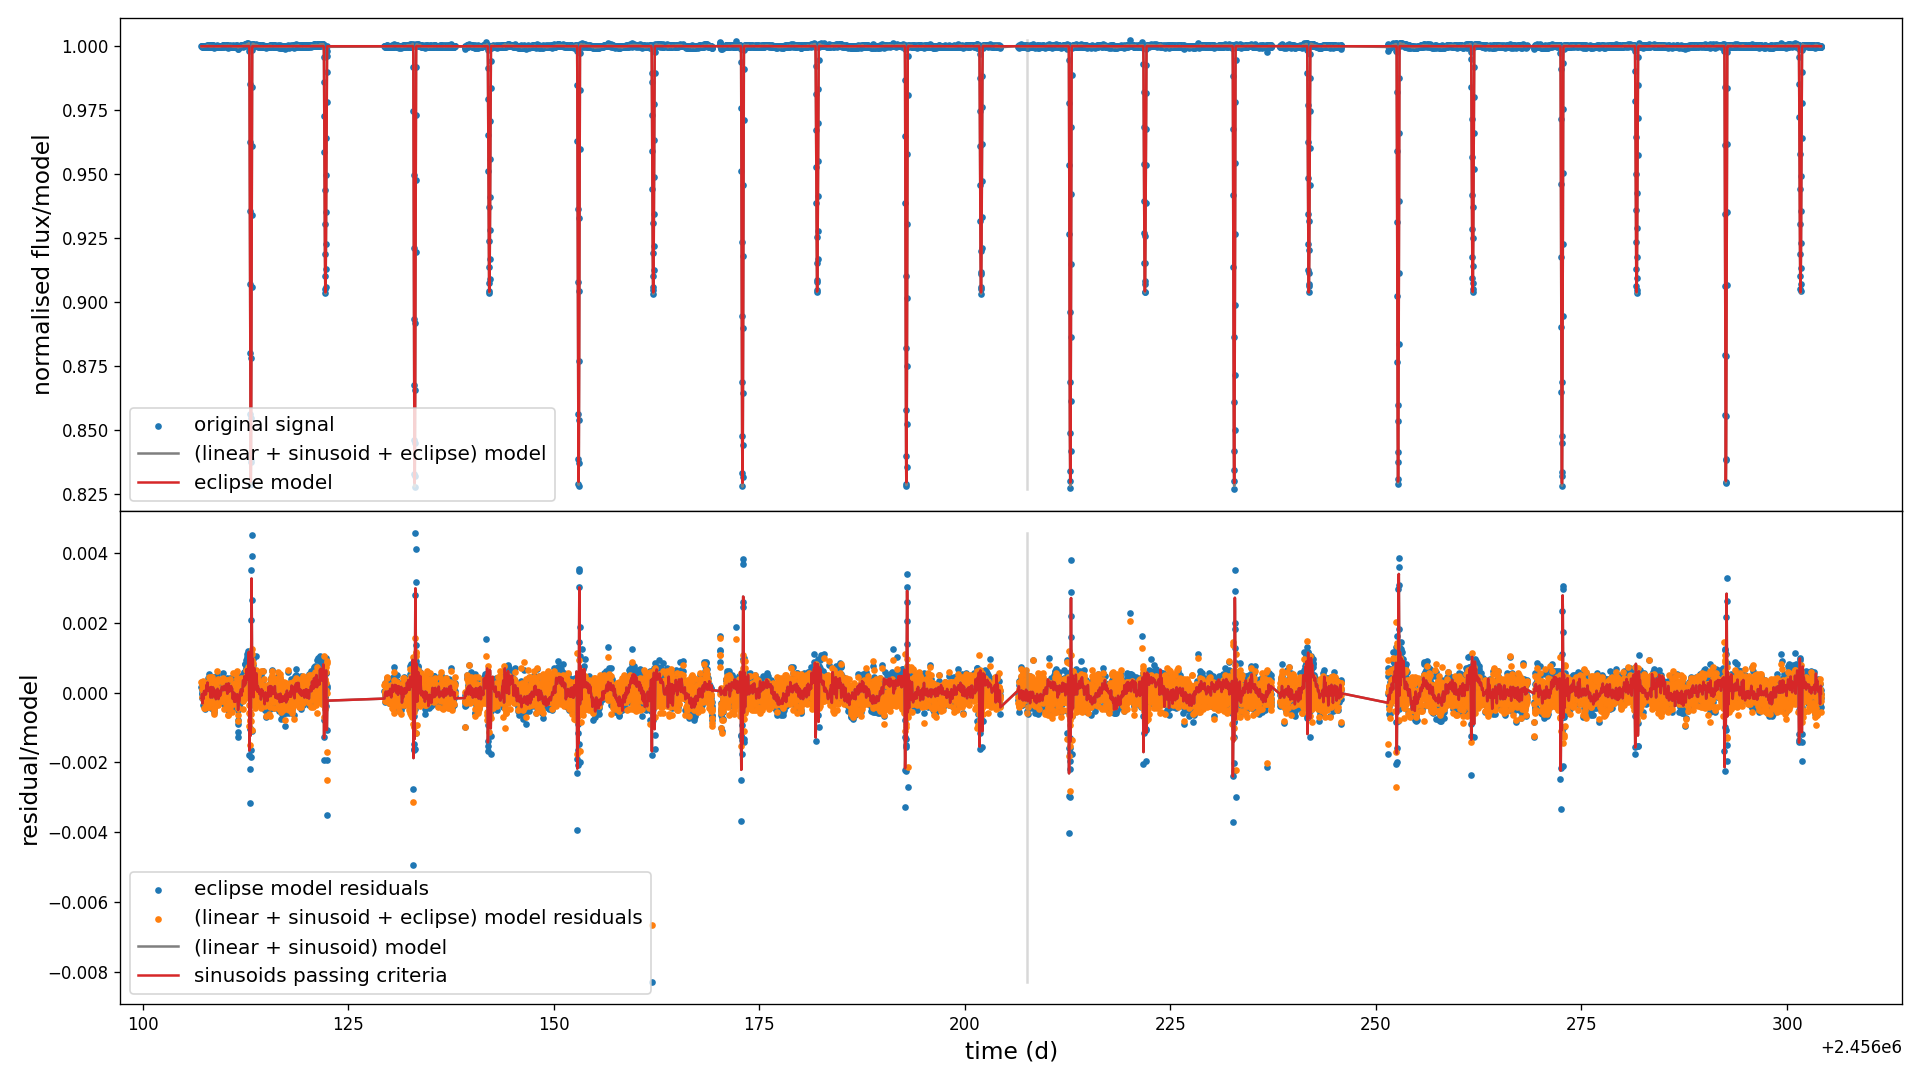 1.000
0.975
0.950
0.925
0.900
0.875
0.850
0.825
normalised flux/model
original signal
(linear + sinusoid + eclipse) model
eclipse model
0.004
0.002
0.000
−0.002
−0.004
−0.006
−0.008
residual/model
eclipse model residuals
(linear + sinusoid + eclipse) model residuals
(linear + sinusoid) model
sinusoids passing criteria
100 125 150 175 200 225 250 275 300
time (d)
+2.456e6